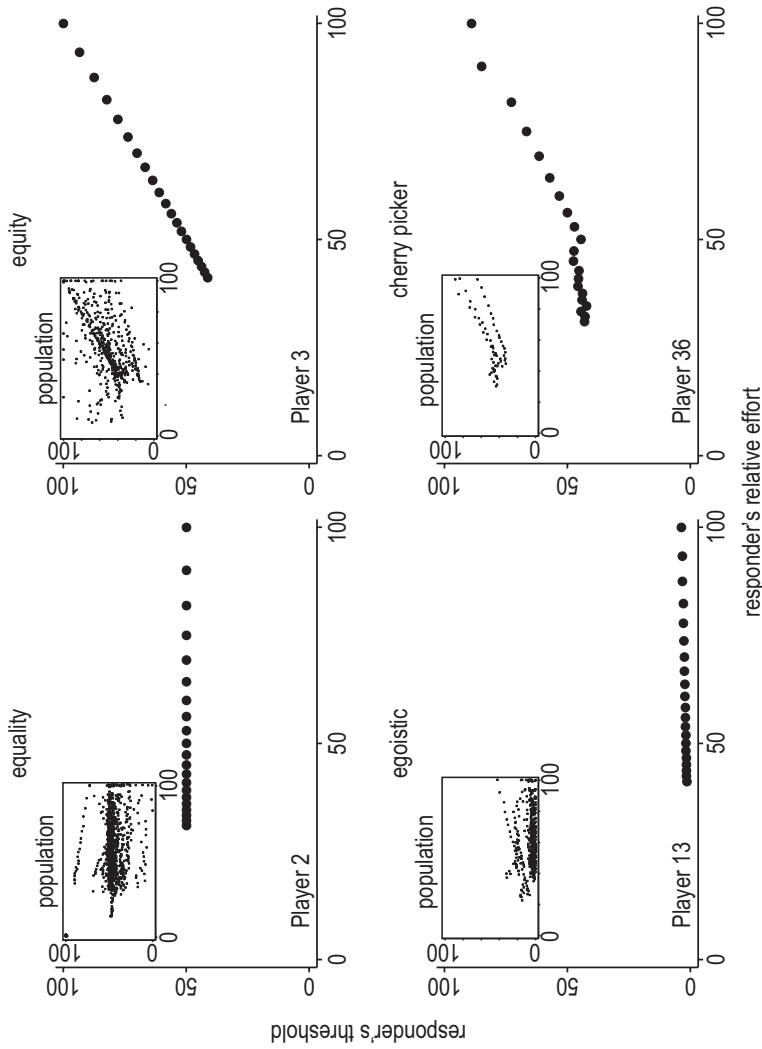 equality
population
100
0
0
100
Player 2
100
50
0
0
50
100
equity
population
100
0
0
100
Player 3
100
50
0
0
50
100
egoistic
population
100
0
0
100
Player 13
100
50
0
0
50
100
cherry picker
population
100
0
0
100
Player 36
100
50
0
0
50
100
responder's threshold
responder's relative effort